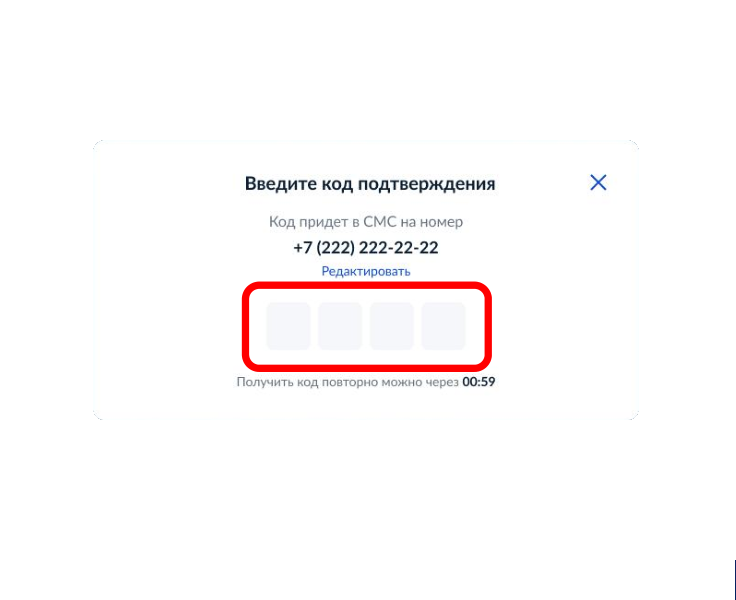 Введите код подтверждения
Код придет в СМС на номер
+7 (222) 222-22-22
Редактировать
Получить код повторно можно через 00:59